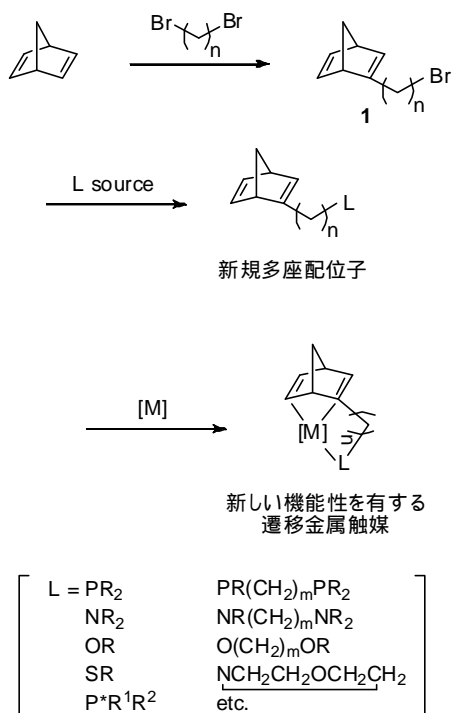 Br Br
n
Br
n
1
L source
L
n
新規多座配位子
[M]
[M]
n
L
新しい機能性を有する
遷移金属触媒
L = PR2 PR(CH2)mPR2
NR2 NR(CH2)mNR2
OR O(CH2)mOR
SR NCH2CH2OCH2CH2
P*R1R2 etc.